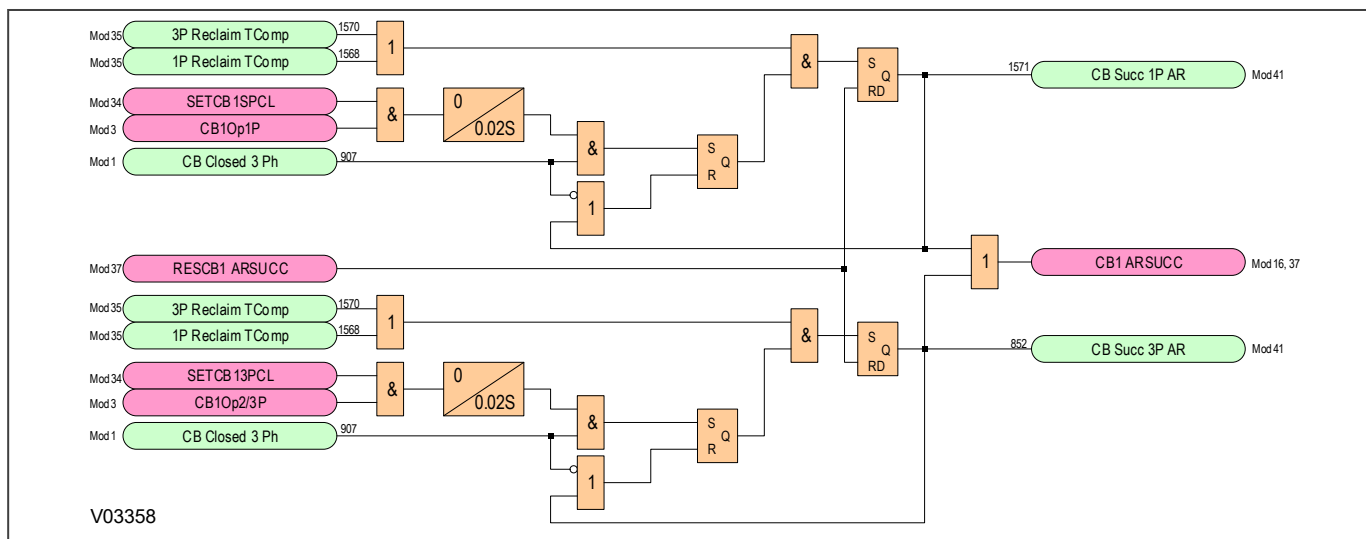 Mod 35 3P Reclaim TComp 1570
Mod 35 1P Reclaim TComp 1568
1
&
S
Q
RD
1571 CB Succ 1P AR Mod 41
Mod 34 SETCB1SPCL
Mod 3 CB1Op1P
&
0
0.02S
Mod 1 CB Closed 3 Ph 907
&
S
Q
R
1
Mod 37 RESCB1 ARSUCC
1
CB1 ARSUCC Mod 16, 37
Mod 35 3P Reclaim TComp 1570
Mod 35 1P Reclaim TComp 1568
1
&
S
Q
RD
852 CB Succ 3P AR Mod 41
Mod 34 SETCB13PCL
Mod 3 CB1Op2/3P
&
0
0.02S
Mod 1 CB Closed 3 Ph 907
&
S
Q
R
1
V03358